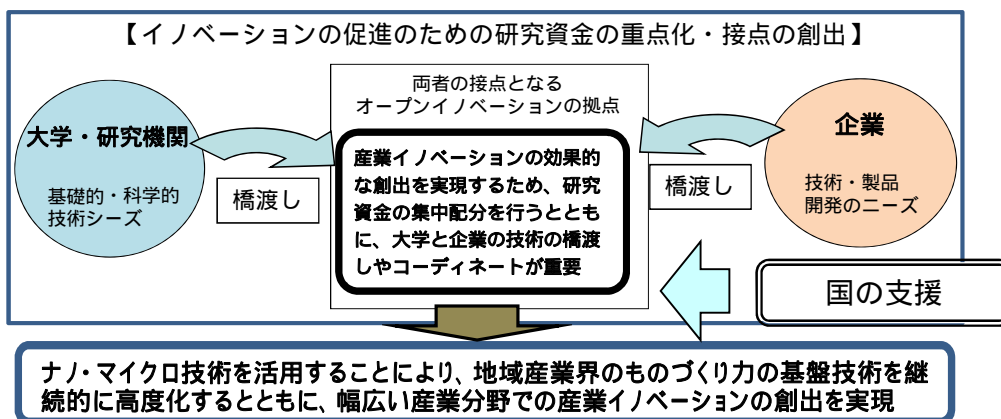 【イノベーションの促進のための研究資金の重点化・接点の創出】
両者の接点となる
オープンイノベーションの拠点
大学・研究機関
基礎的・科学的
技術シーズ
橋渡し
産業イノベーションの効果的
な創出を実現するため、研究
資金の集中配分を行うととも
に、大学と企業の技術の橋渡
しやコーディネートが重要
橋渡し
企業
技術・製品
開発のニーズ
国の支援
ナノ・マイクロ技術を活用することにより、地域産業界のものづくり力の基盤技術を継
続的に高度化するとともに、幅広い産業分野での産業イノベーションの創出を実現